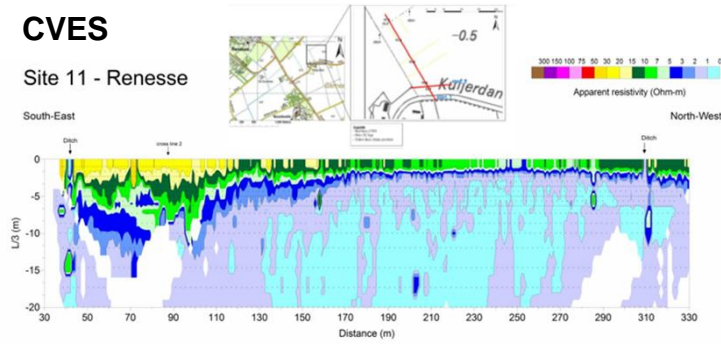 CVES
Site 11 - Renesse
-0.5
Kuijerdan
300 150 100 75 50 30 20 15 10 7 5 3 2 1 0
Apparent resistivity (Ohm-m)
South-East
North-West
Ditch
cross line 2
Ditch
L/3 (m)
0
-5
-10
-15
-20
30 50 70 90 110 130 150 170 190 210 230 250 270 290 310 330
Distance (m)